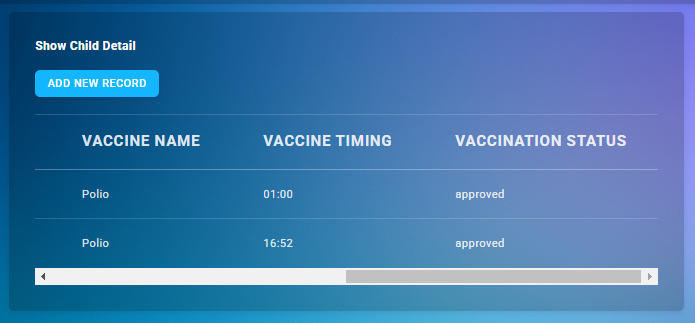 Show Child Detail
ADD NEW RECORD
VACCINE NAME VACCINE TIMING VACCINATION STATUS
Polio 01:00 approved
Polio 16:52 approved